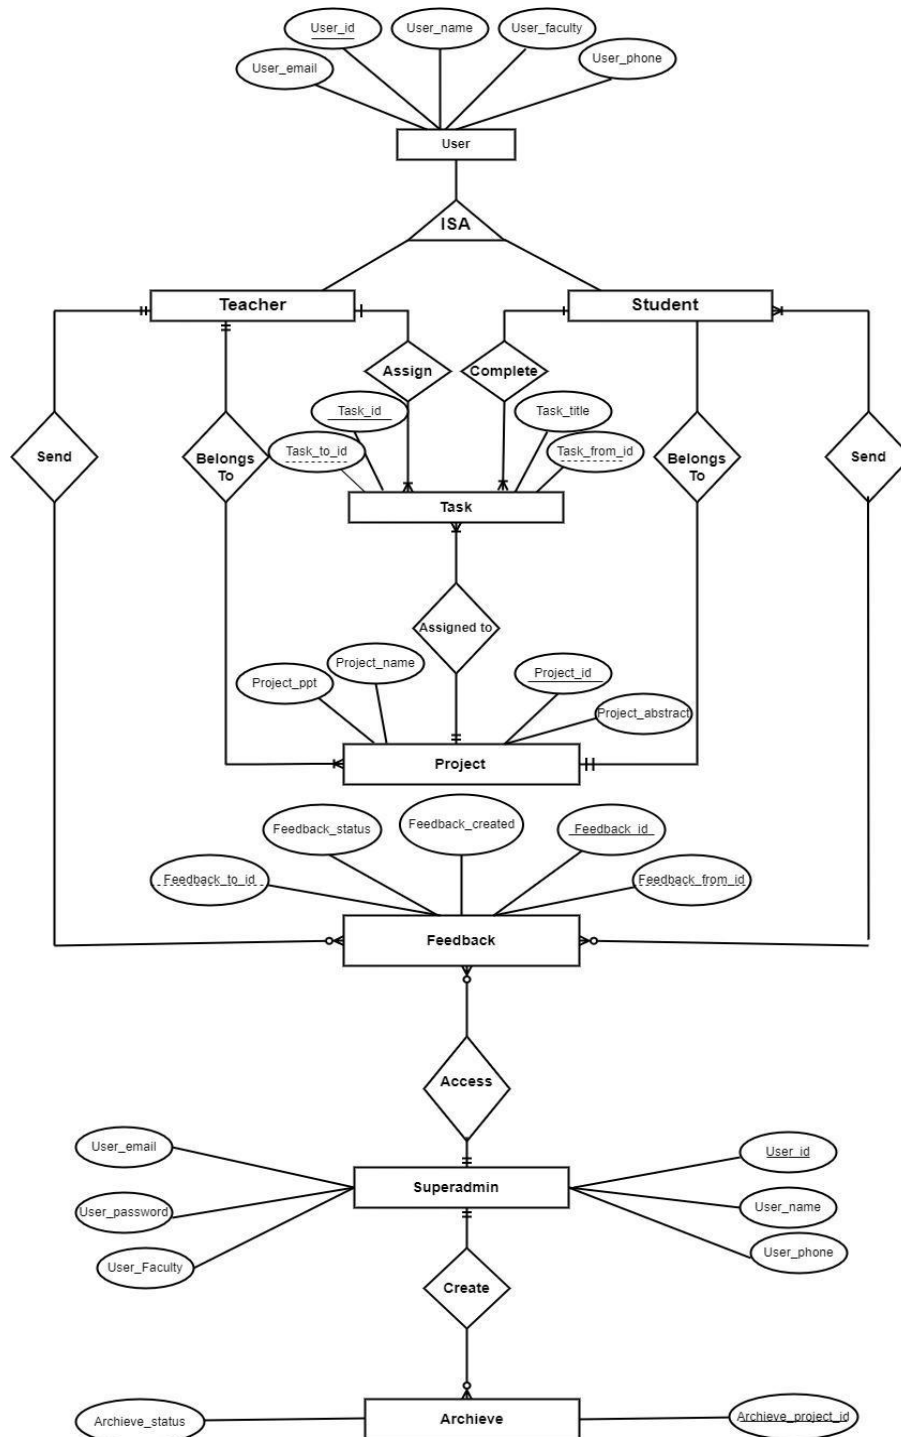 User_id
User_name
User_faculty
User_email
User_phone
User
ISA
Teacher
Student
Assign
Complete
Task_id
Task_title
Task_to_id
Task_from_id
Send
Belongs
To
Belongs
To
Send
Task
Assigned to
Project_name
Project_ppt
Project_id
Project_abstract
Project
Feedback_status
Feedback_created
Feedback_id
Feedback_to_id
Feedback_from_id
Feedback
Access
User_email
User_id
Superadmin
User_password
User_name
User_Faculty
User_phone
Create
Archieve_status
Archieve
Archieve_project_id